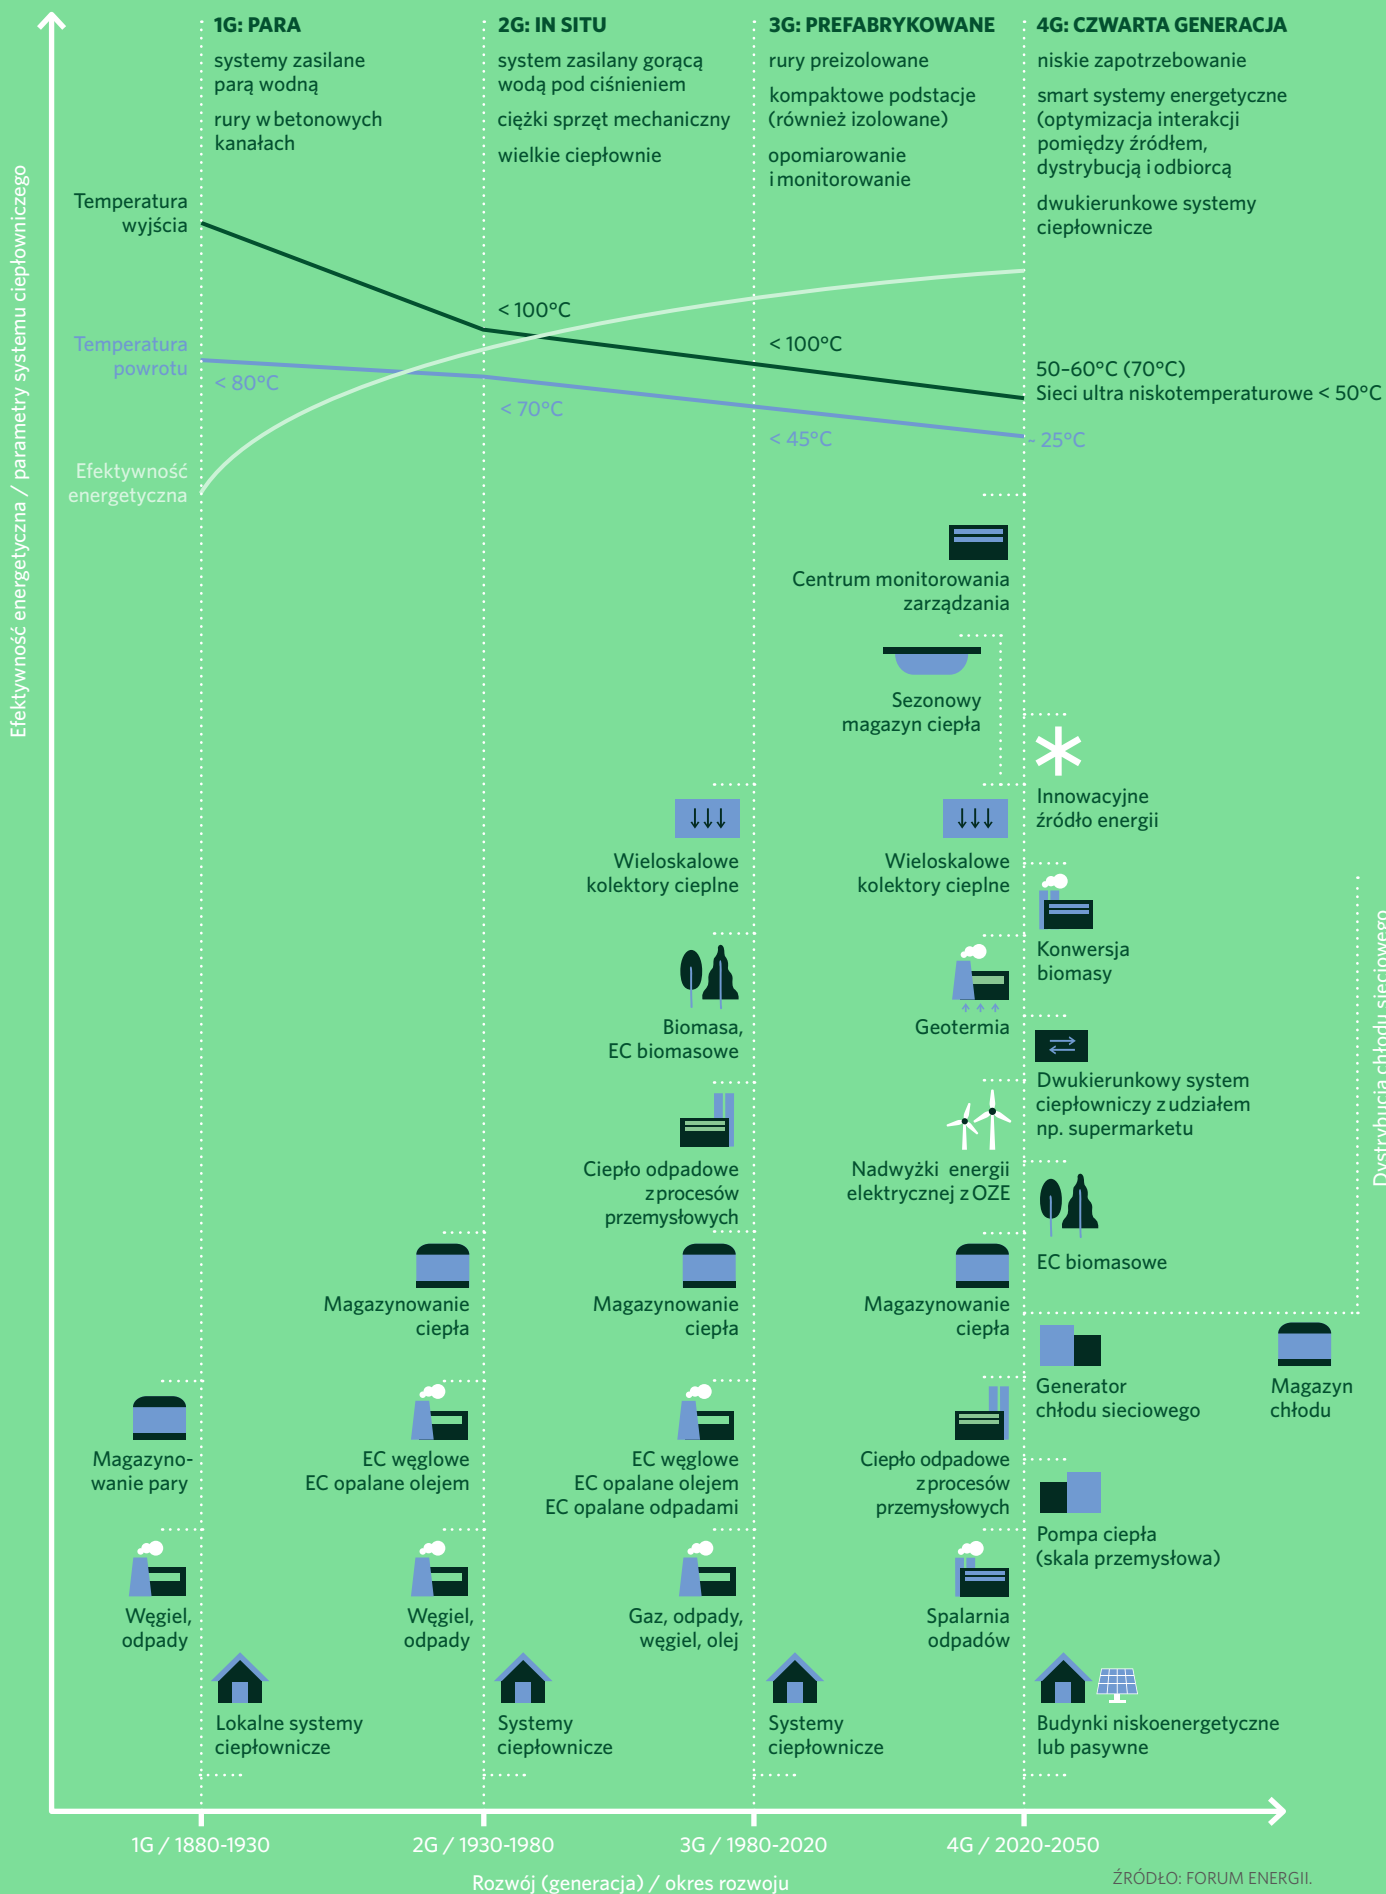 1G: PARA
systemy zasilane
parą wodną
rury w betonowych
kanałach
2G: IN SITU
system zasilany gorącą
wodą pod ciśnieniem
ciężki sprzęt mechaniczny
wielkie ciepłownie
3G: PREFABRYKOWANE
rury preizolowane
kompaktowe podstacje
(również izolowane)
opomiarowanie
i monitorowanie
4G: CZWARTA GENERACJA
niskie zapotrzebowanie
smart systemy energetyczne
(optymizacja interakcji
pomiędzy źródłem,
dystrybucją i odbiorcą
dwukierunkowe systemy
ciepłownicze
Efektywność energetyczna / parametry systemu ciepłowniczego
Temperatura
wyjścia
< 100°C
< 100°C
50–60°C (70°C)
Sieci ultra niskotemperaturowe < 50°C
Temperatura
powrotu
< 80°C
< 70°C
< 45°C
~ 25°C
Efektywność
energetyczna
Centrum monitorowania
zarządzania
Sezonowy
magazyn ciepła
Innowacyjne
źródło energii
Wieloskalowe
kolektory cieplne
Wieloskalowe
kolektory cieplne
Konwersja
biomasy
Biomasa,
EC biomasowe
Geotermia
Dwukierunkowy system
ciepłowniczy z udziałem
np. supermarketu
Ciepło odpadowe
z procesów
przemysłowych
Nadwyżki energii
elektrycznej z OZE
EC biomasowe
Dystrybucja chłodu sieciowego
Magazynowanie
ciepła
Magazynowanie
ciepła
Magazynowanie
ciepła
Generator
chłodu sieciowego
Magazyn
chłodu
Magazyno-
wanie pary
EC węglowe
EC opalane olejem
EC węglowe
EC opalane olejem
EC opalane odpadami
Ciepło odpadowe
z procesów
przemysłowych
Pompa ciepła
(skala przemysłowa)
Węgiel,
odpady
Węgiel,
odpady
Gaz, odpady,
węgiel, olej
Spalarnia
odpadów
Lokalne systemy
ciepłownicze
Systemy
ciepłownicze
Systemy
ciepłownicze
Budynki niskoenergetyczne
lub pasywne
1G / 1880-1930
2G / 1930-1980
3G / 1980-2020
4G / 2020-2050
Rozwój (generacja) / okres rozwoju
ŹRÓDŁO: FORUM ENERGII.